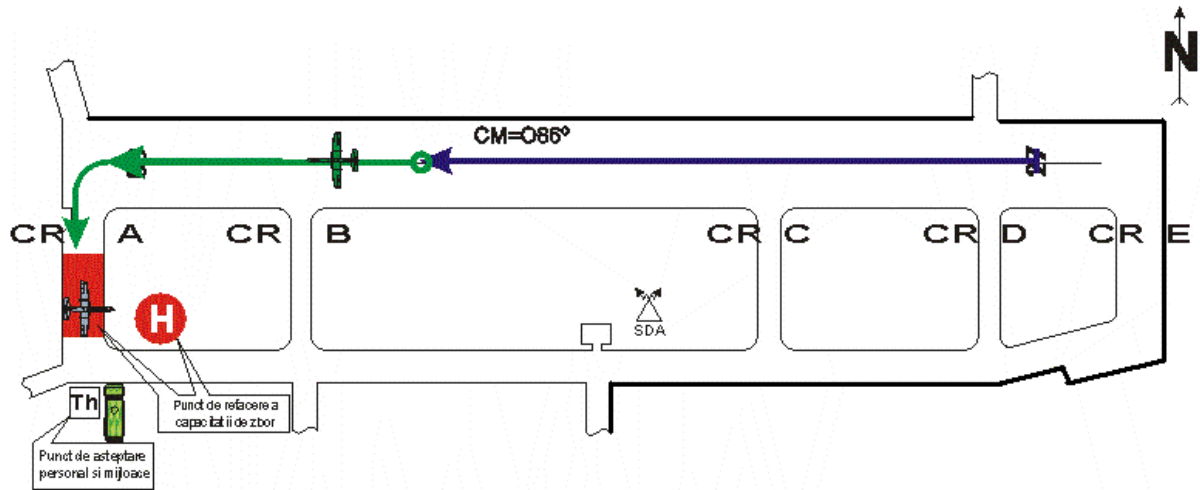 N
CM=O86º
CR A CR B CR C CR D CR E
H
SDA
Th
Punct de refacere a
capacitatii de zbor
Punct de asteptare
personal si mijloace